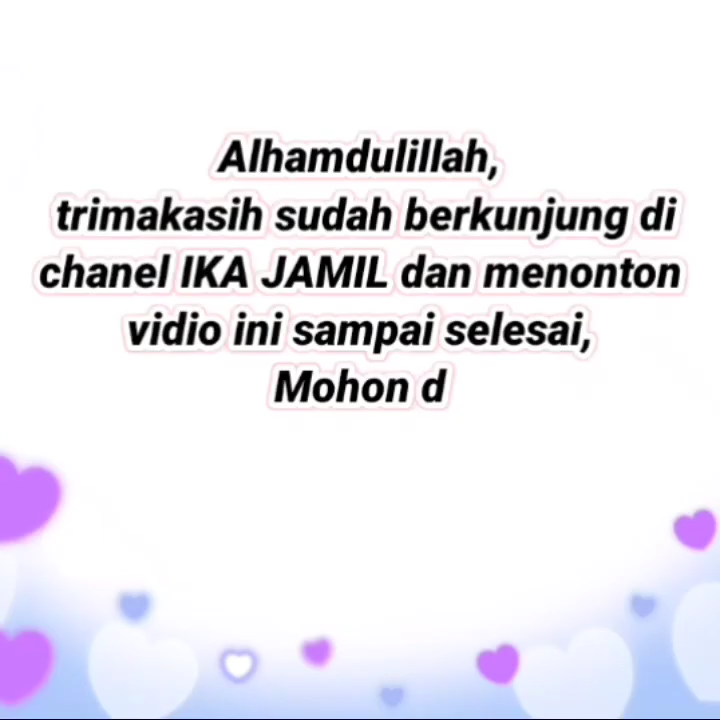 Alhamdulillah,
trimakasih sudah berkunjung di
chanel IKA JAMIL dan menonton
vidio ini sampai selesai,
Mohon d